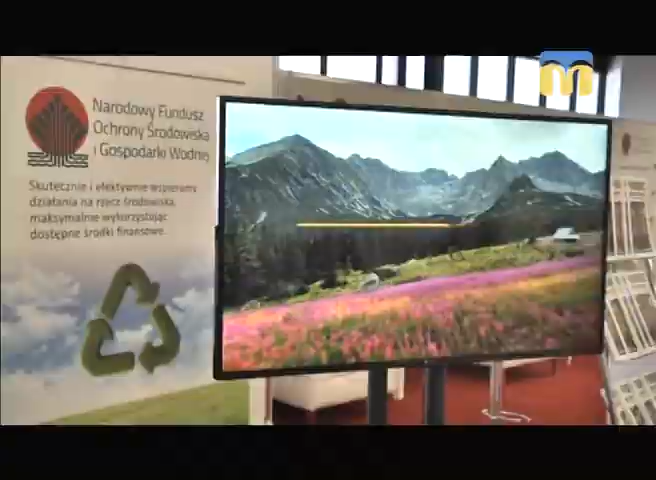 Narodowy Fundusz
Ochrony Środowiska
i Gospodarki Wodnej
Skutecznie i efektywnie wspieramy
działania na rzecz środowiska,
maksymalnie wykorzystując
dostępne środki finansowe.
m